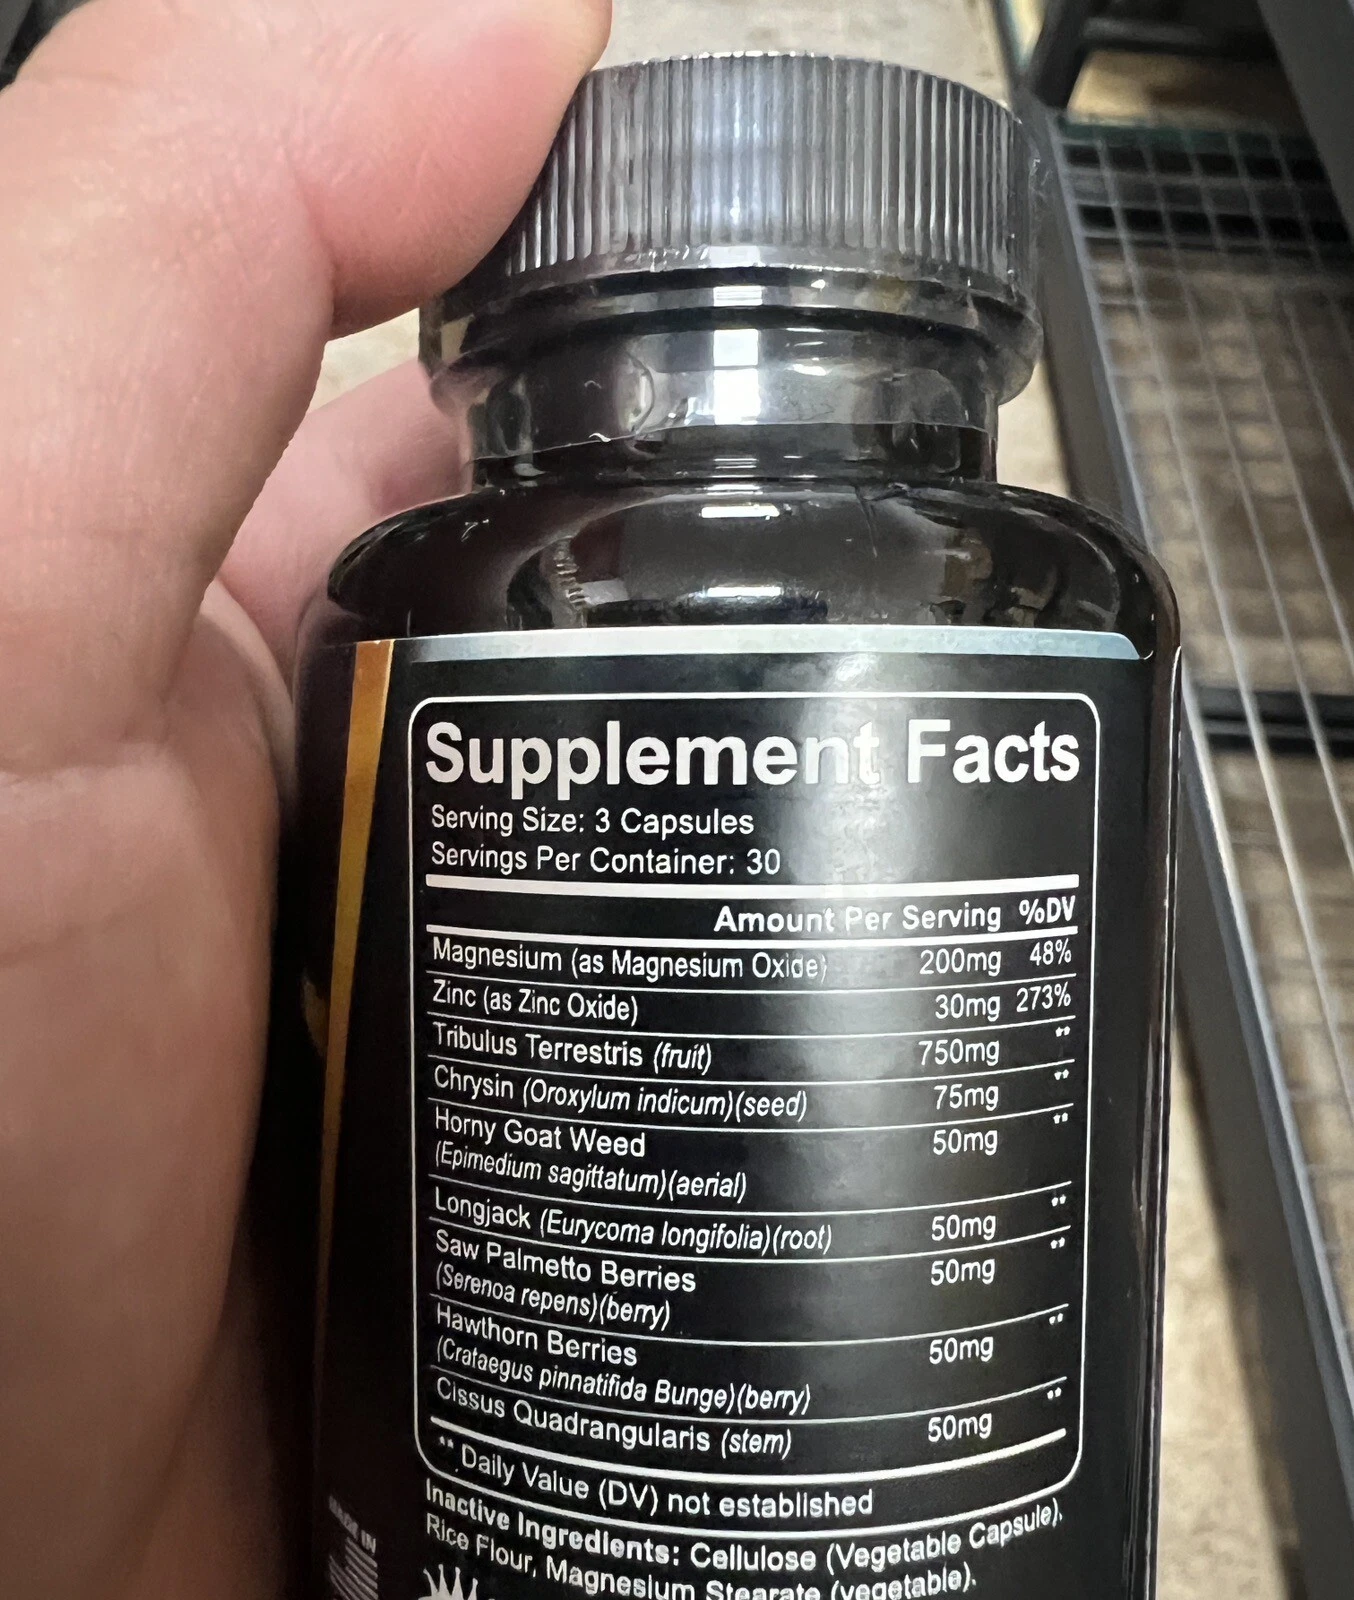 Supplement Facts
Serving Size: 3 Capsules
Servings Per Container: 30
Amount Per Serving %DV
Magnesium (as Magnesium Oxide) 200mg 48%
Zinc (as Zinc Oxide) 30mg 273%
Tribulus Terrestris (fruit) 750mg **
Chrysin (Oroxylum indicum)(seed) 75mg **
Horny Goat Weed 50mg **
(Epimedium sagittatum)(aerial)
Longjack (Eurycoma longifolia)(root) 50mg **
Saw Palmetto Berries 50mg **
(Serenoa repens)(berry)
Hawthorn Berries 50mg **
(Crataegus pinnatifida Bunge)(berry)
Cissus Quadrangularis (stem) 50mg **
** Daily Value (DV) not established
Inactive Ingredients: Cellulose (Vegetable Capsule),
Rice Flour, Magnesium Stearate (vegetable).
MADE IN